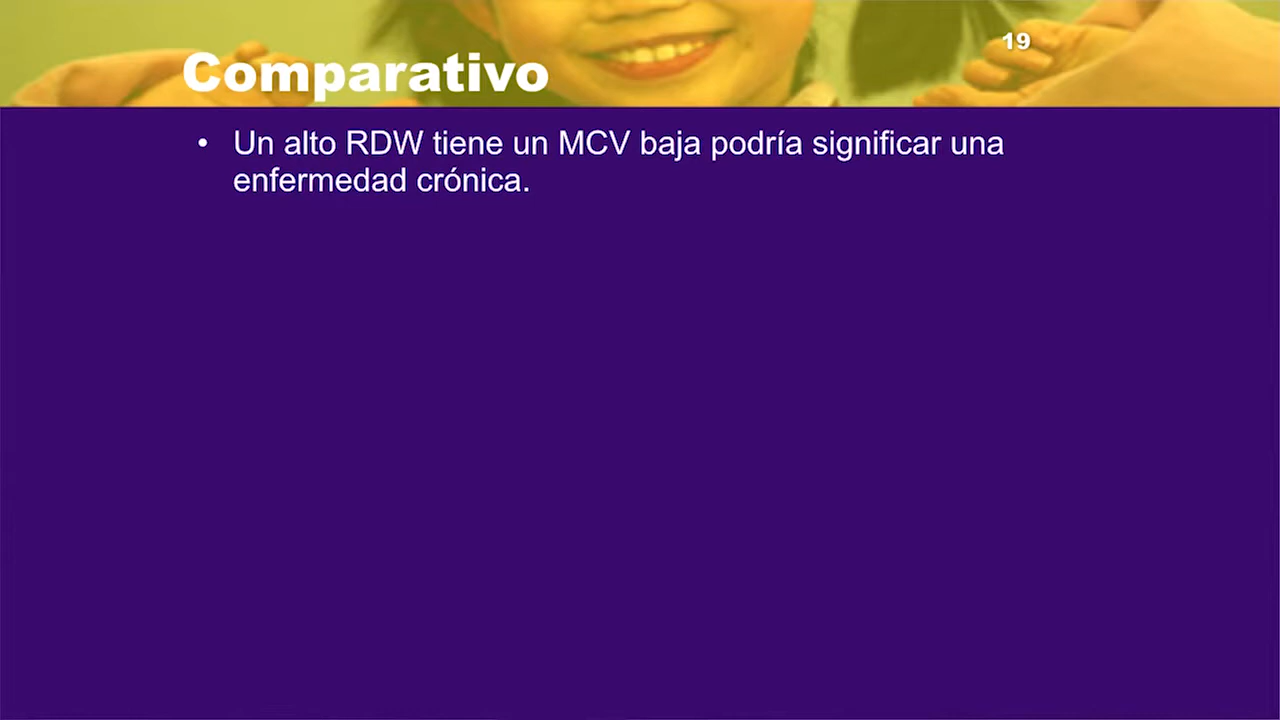 19
Comparativo
• Un alto RDW tiene un MCV baja podría significar una
enfermedad crónica.